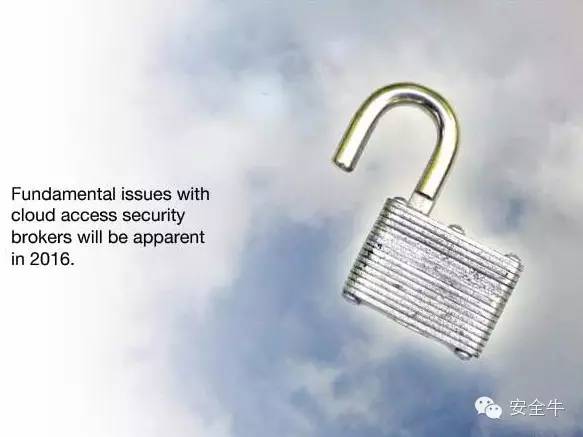 Fundamental issues with
cloud access security
brokers will be apparent
in 2016.
安全牛